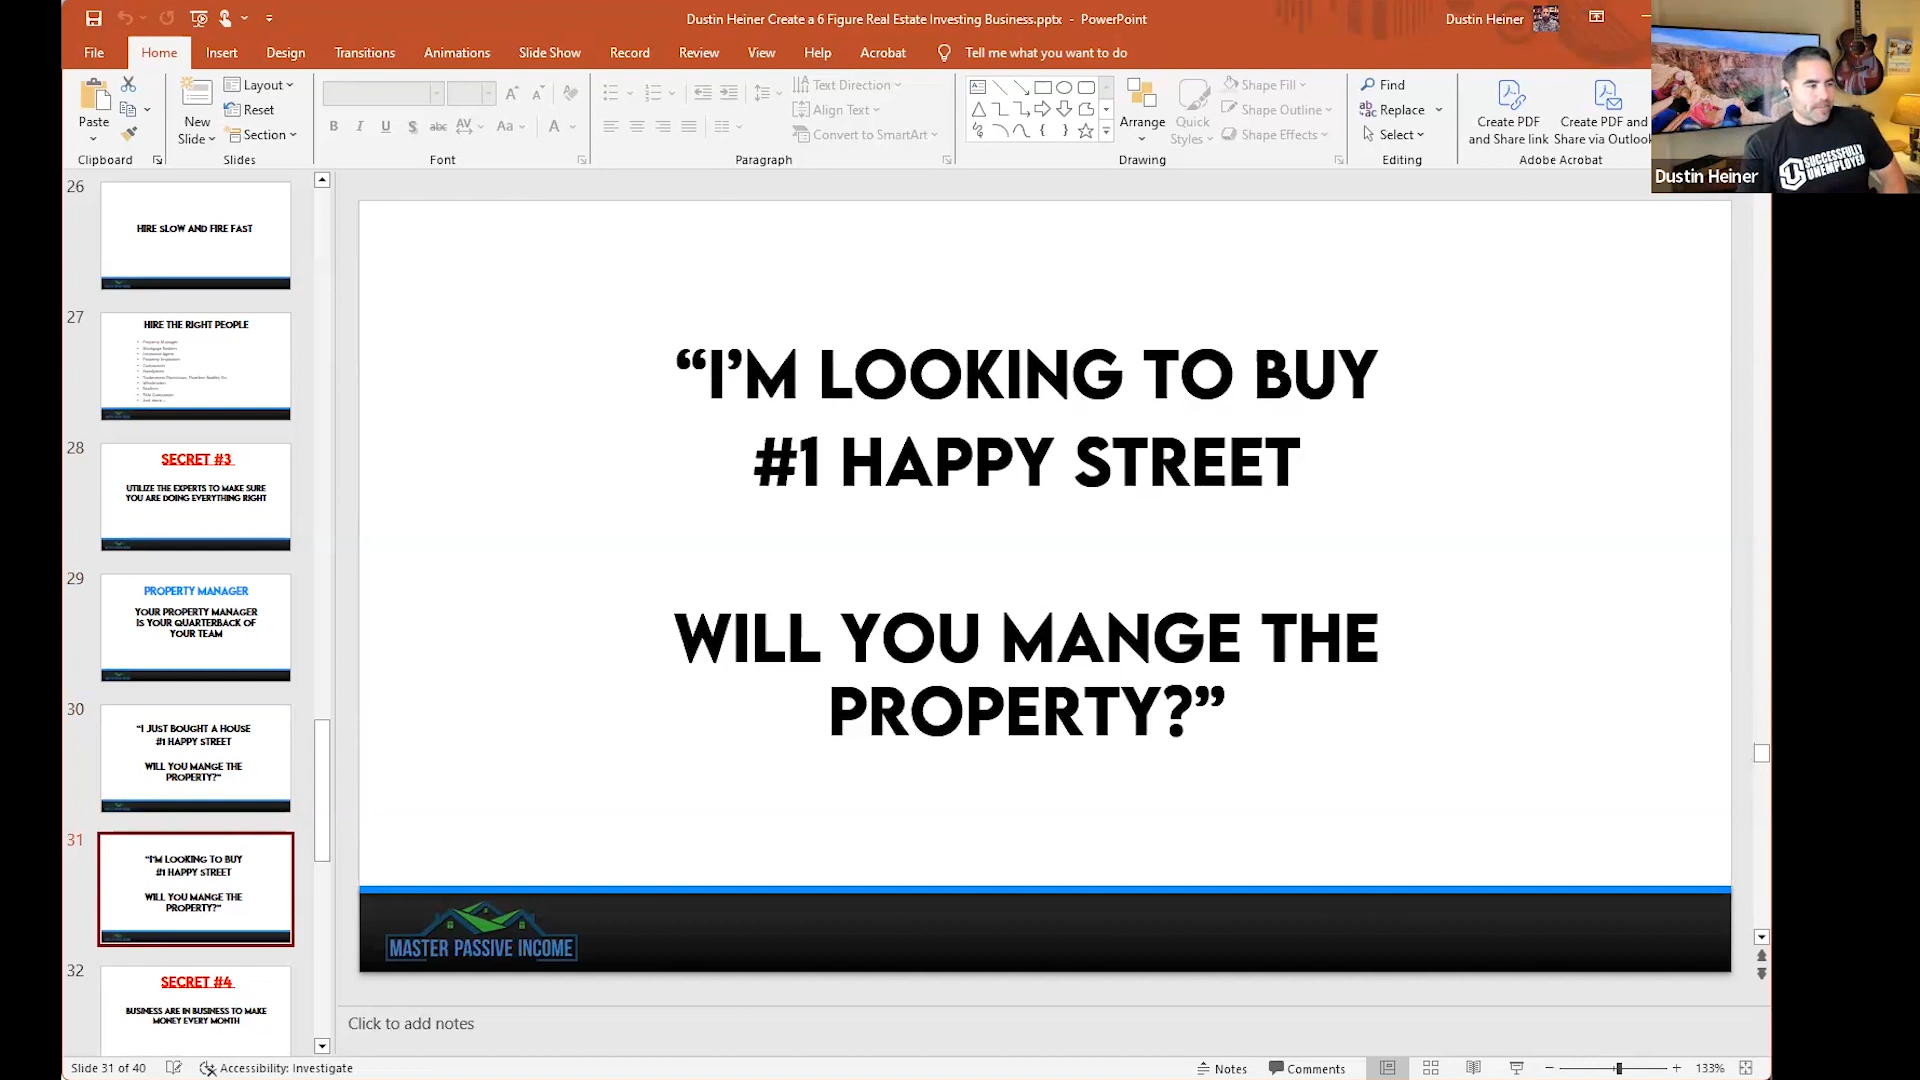 Dustin Heiner Create a 6 Figure Real Estate Investing Business.pptx - PowerPoint
Dustin Heiner
File Home Insert Design Transitions Animations Slide Show Record Review View Help Acrobat Tell me what you want to do
Paste
New
Slide
Layout
Reset
Section
Text Direction
Align Text
Convert to SmartArt
Arrange
Quick
Styles
Shape Fill
Shape Outline
Shape Effects
Find
Replace
Select
Create PDF
and Share link
Create PDF and
Share via Outlook
Clipboard Slides Font Paragraph Drawing Editing Adobe Acrobat
SUCCESSFULLY
UNEMPLOYED
Dustin Heiner
26
HIRE SLOW AND FIRE FAST
27
HIRE THE RIGHT PEOPLE
28
SECRET #3
UTILIZE THE EXPERTS TO MAKE SURE
YOU ARE DOING EVERYTHING RIGHT
29
PROPERTY MANAGER
YOUR PROPERTY MANAGER
IS YOUR QUARTERBACK OF
YOUR TEAM
30
“I JUST BOUGHT A HOUSE
#1 HAPPY STREET
WILL YOU MANGE THE
PROPERTY?”
31
“I’M LOOKING TO BUY
#1 HAPPY STREET
WILL YOU MANGE THE
PROPERTY?”
32
SECRET #4
BUSINESS ARE IN BUSINESS TO MAKE
MONEY EVERY MONTH
“I’M LOOKING TO BUY
#1 HAPPY STREET
WILL YOU MANGE THE
PROPERTY?”
MASTER PASSIVE INCOME
Click to add notes
Slide 31 of 40
Accessibility: Investigate
Notes
Comments
133%